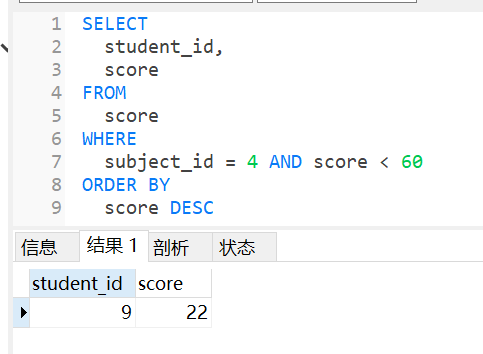 1 SELECT
2 student_id,
3 score
4 FROM
5 score
6 WHERE
7 subject_id = 4 AND score < 60
8 ORDER BY
9 score DESC
信息 结果 1 剖析 状态
student_id score
9 22